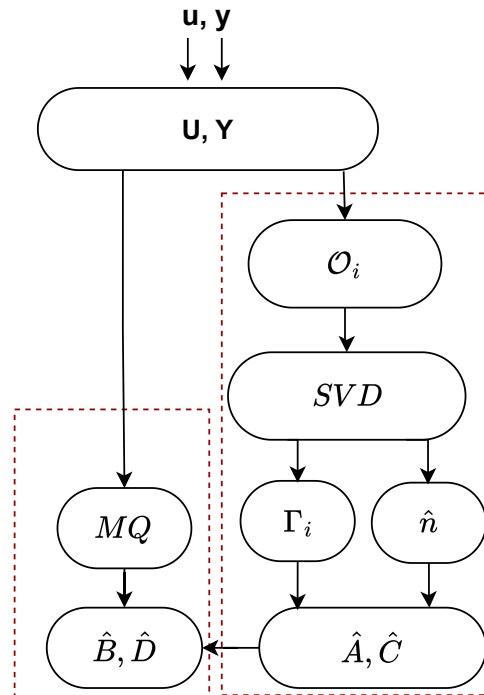 u, y
U, Y
𝒪ᵢ
SVD
Γᵢ
n̂
MQ
B̂, D̂
Â, Ĉ